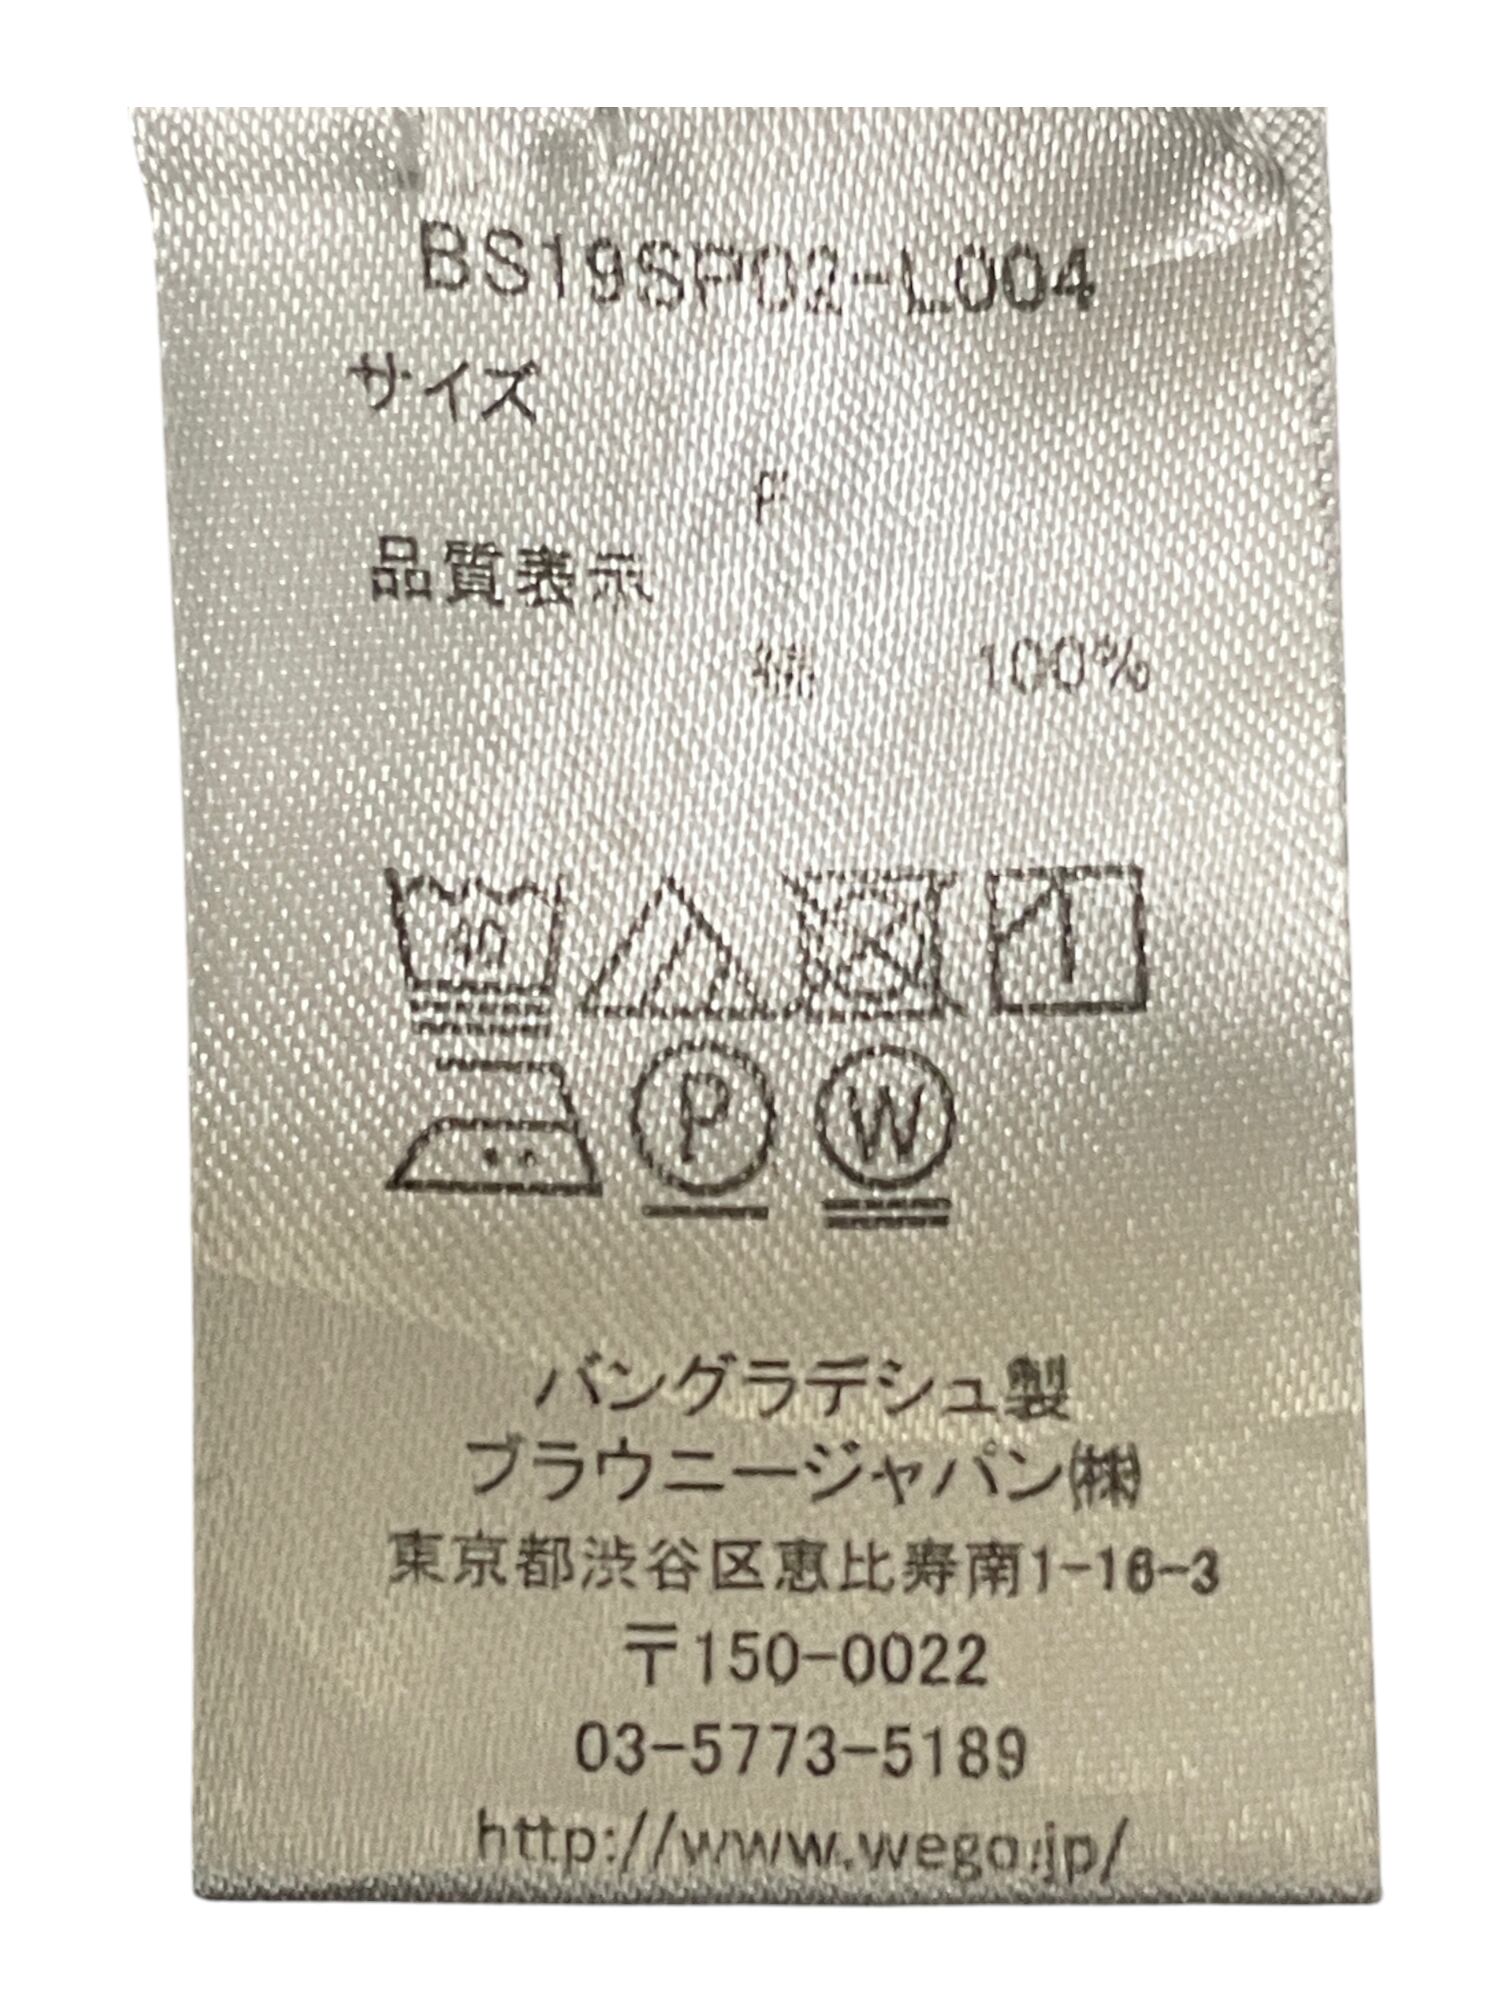 BS19SP02-L004
サイズ
F
品質表示
綿 100%
40
P
W
バングラデシュ製
ブラウニージャパン㈱
東京都渋谷区恵比寿南1-16-3
〒150-0022
03-5773-5189
http://www.wego.jp/